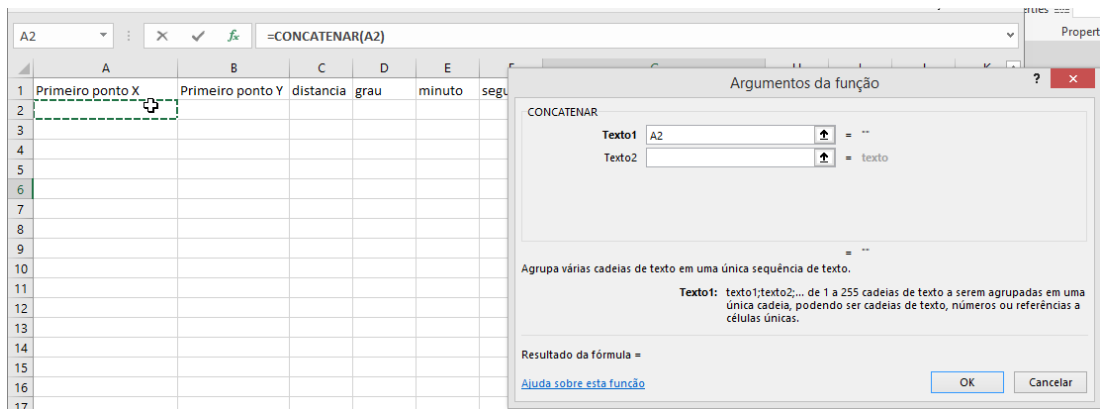 A2 fx =CONCATENAR(A2)
Propert
A B C D E
1 Primeiro ponto X Primeiro ponto Y distancia grau minuto segu
2
3
4
5
6
7
8
9
10
11
12
13
14
15
16
17
Argumentos da função ? ×
CONCATENAR
Texto1 A2 = ""
Texto2 = texto
= ""
Agrupa várias cadeias de texto em uma única sequência de texto.
Texto1: texto1;texto2;... de 1 a 255 cadeias de texto a serem agrupadas em uma
única cadeia, podendo ser cadeias de texto, números ou referências a
células únicas.
Resultado da fórmula =
Ajuda sobre esta função OK Cancelar